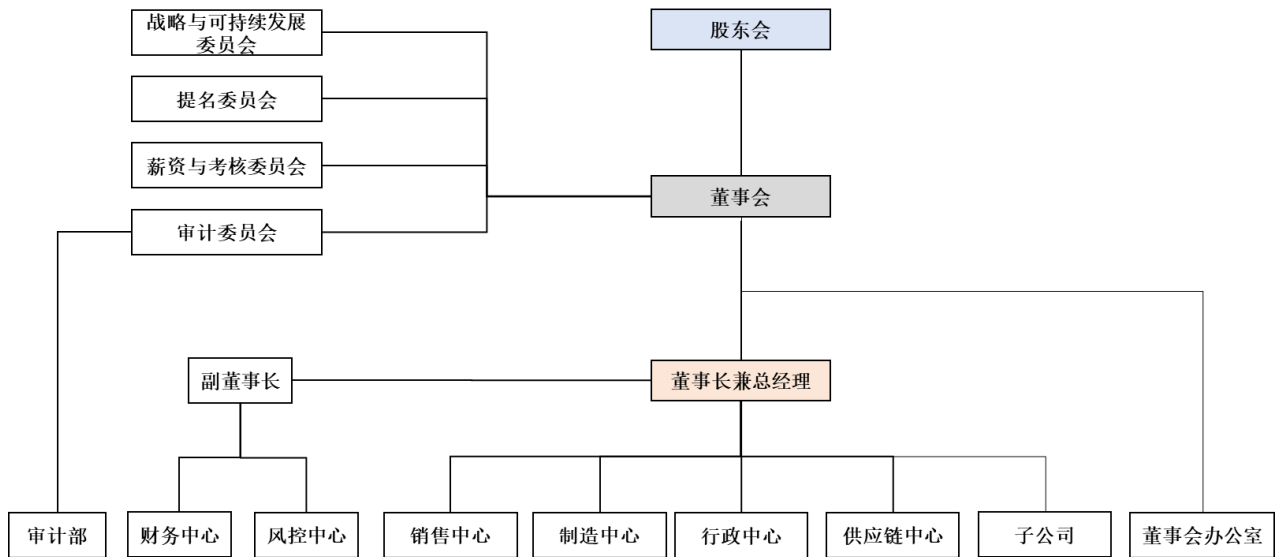 战略与可持续发展
委员会
股东会
提名委员会
薪资与考核委员会
董事会
审计委员会
副董事长
董事长兼总经理
审计部
财务中心
风控中心
销售中心
制造中心
行政中心
供应链中心
子公司
董事会办公室